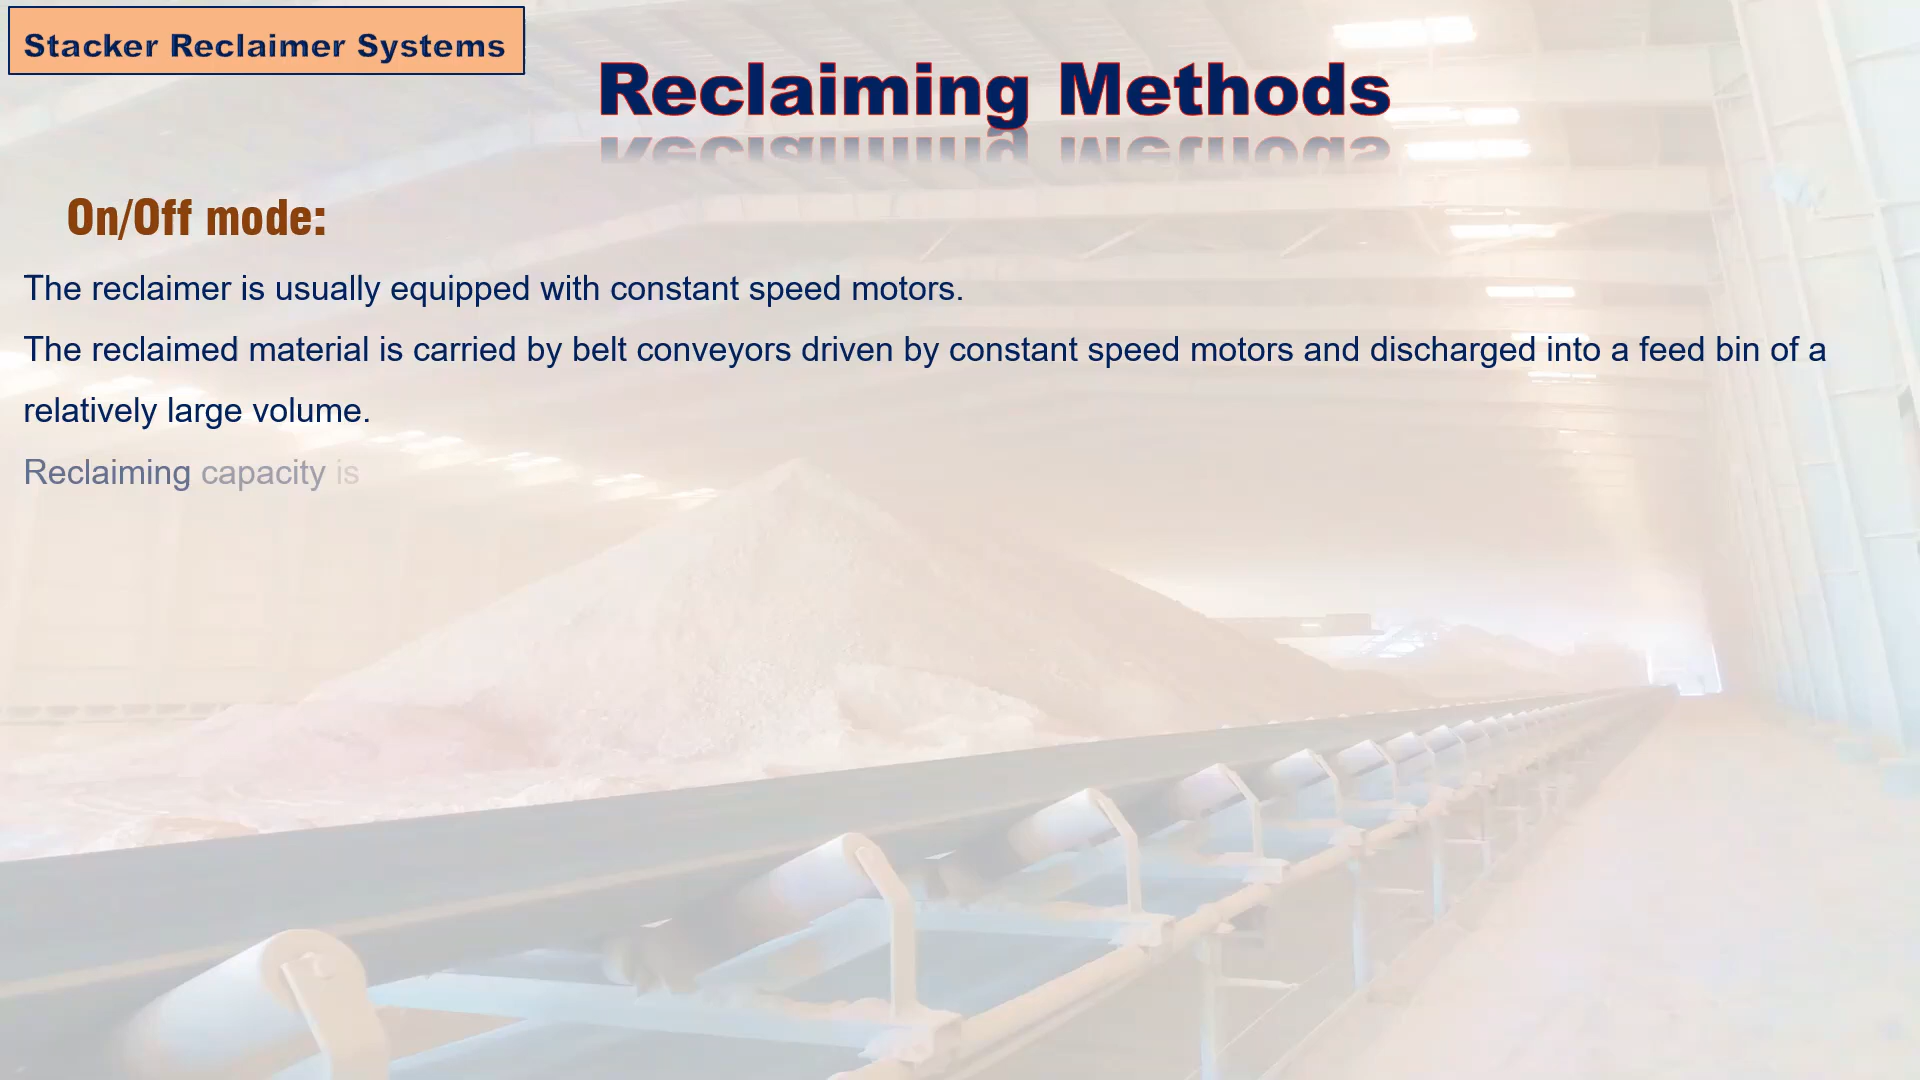 Stacker Reclaimer Systems
Reclaiming Methods
On/Off mode:
The reclaimer is usually equipped with constant speed motors.
The reclaimed material is carried by belt conveyors driven by constant speed motors and discharged into a feed bin of a
relatively large volume.
Reclaiming capacity is